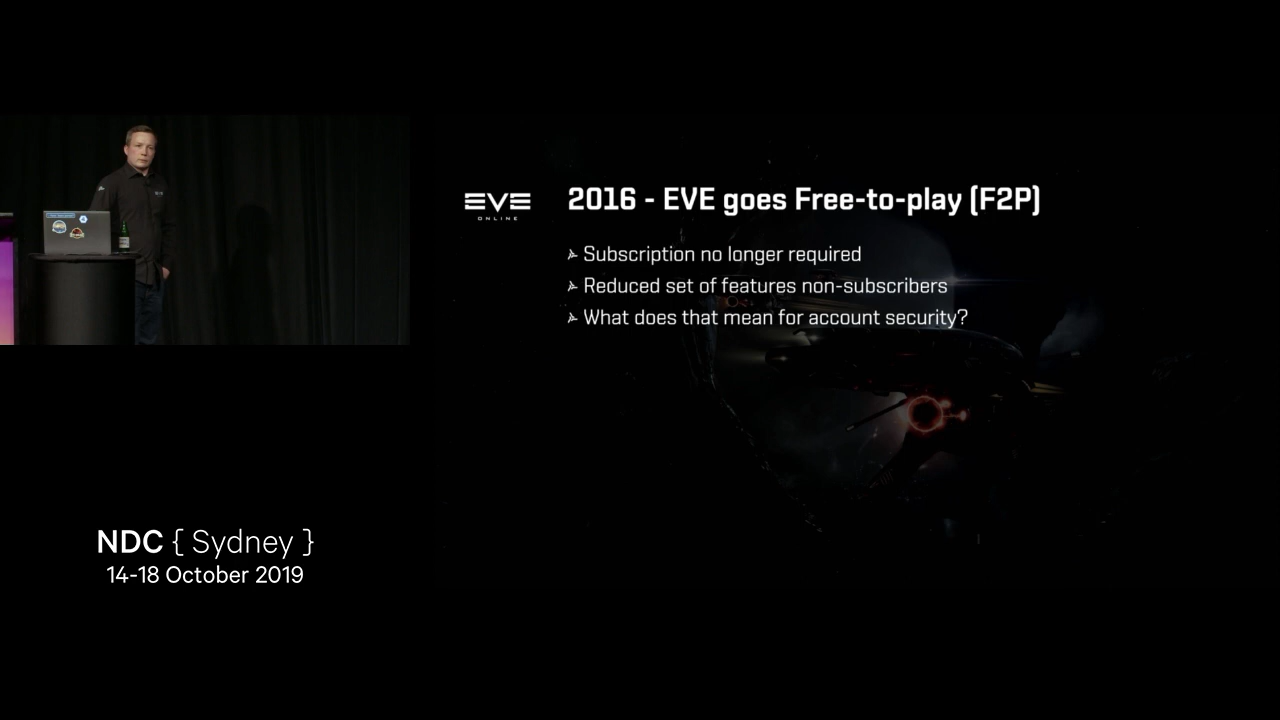 EVE
ONLINE
2016 - EVE goes Free-to-play (F2P)
Subscription no longer required
Reduced set of features non-subscribers
What does that mean for account security?
NDC { Sydney }
14-18 October 2019